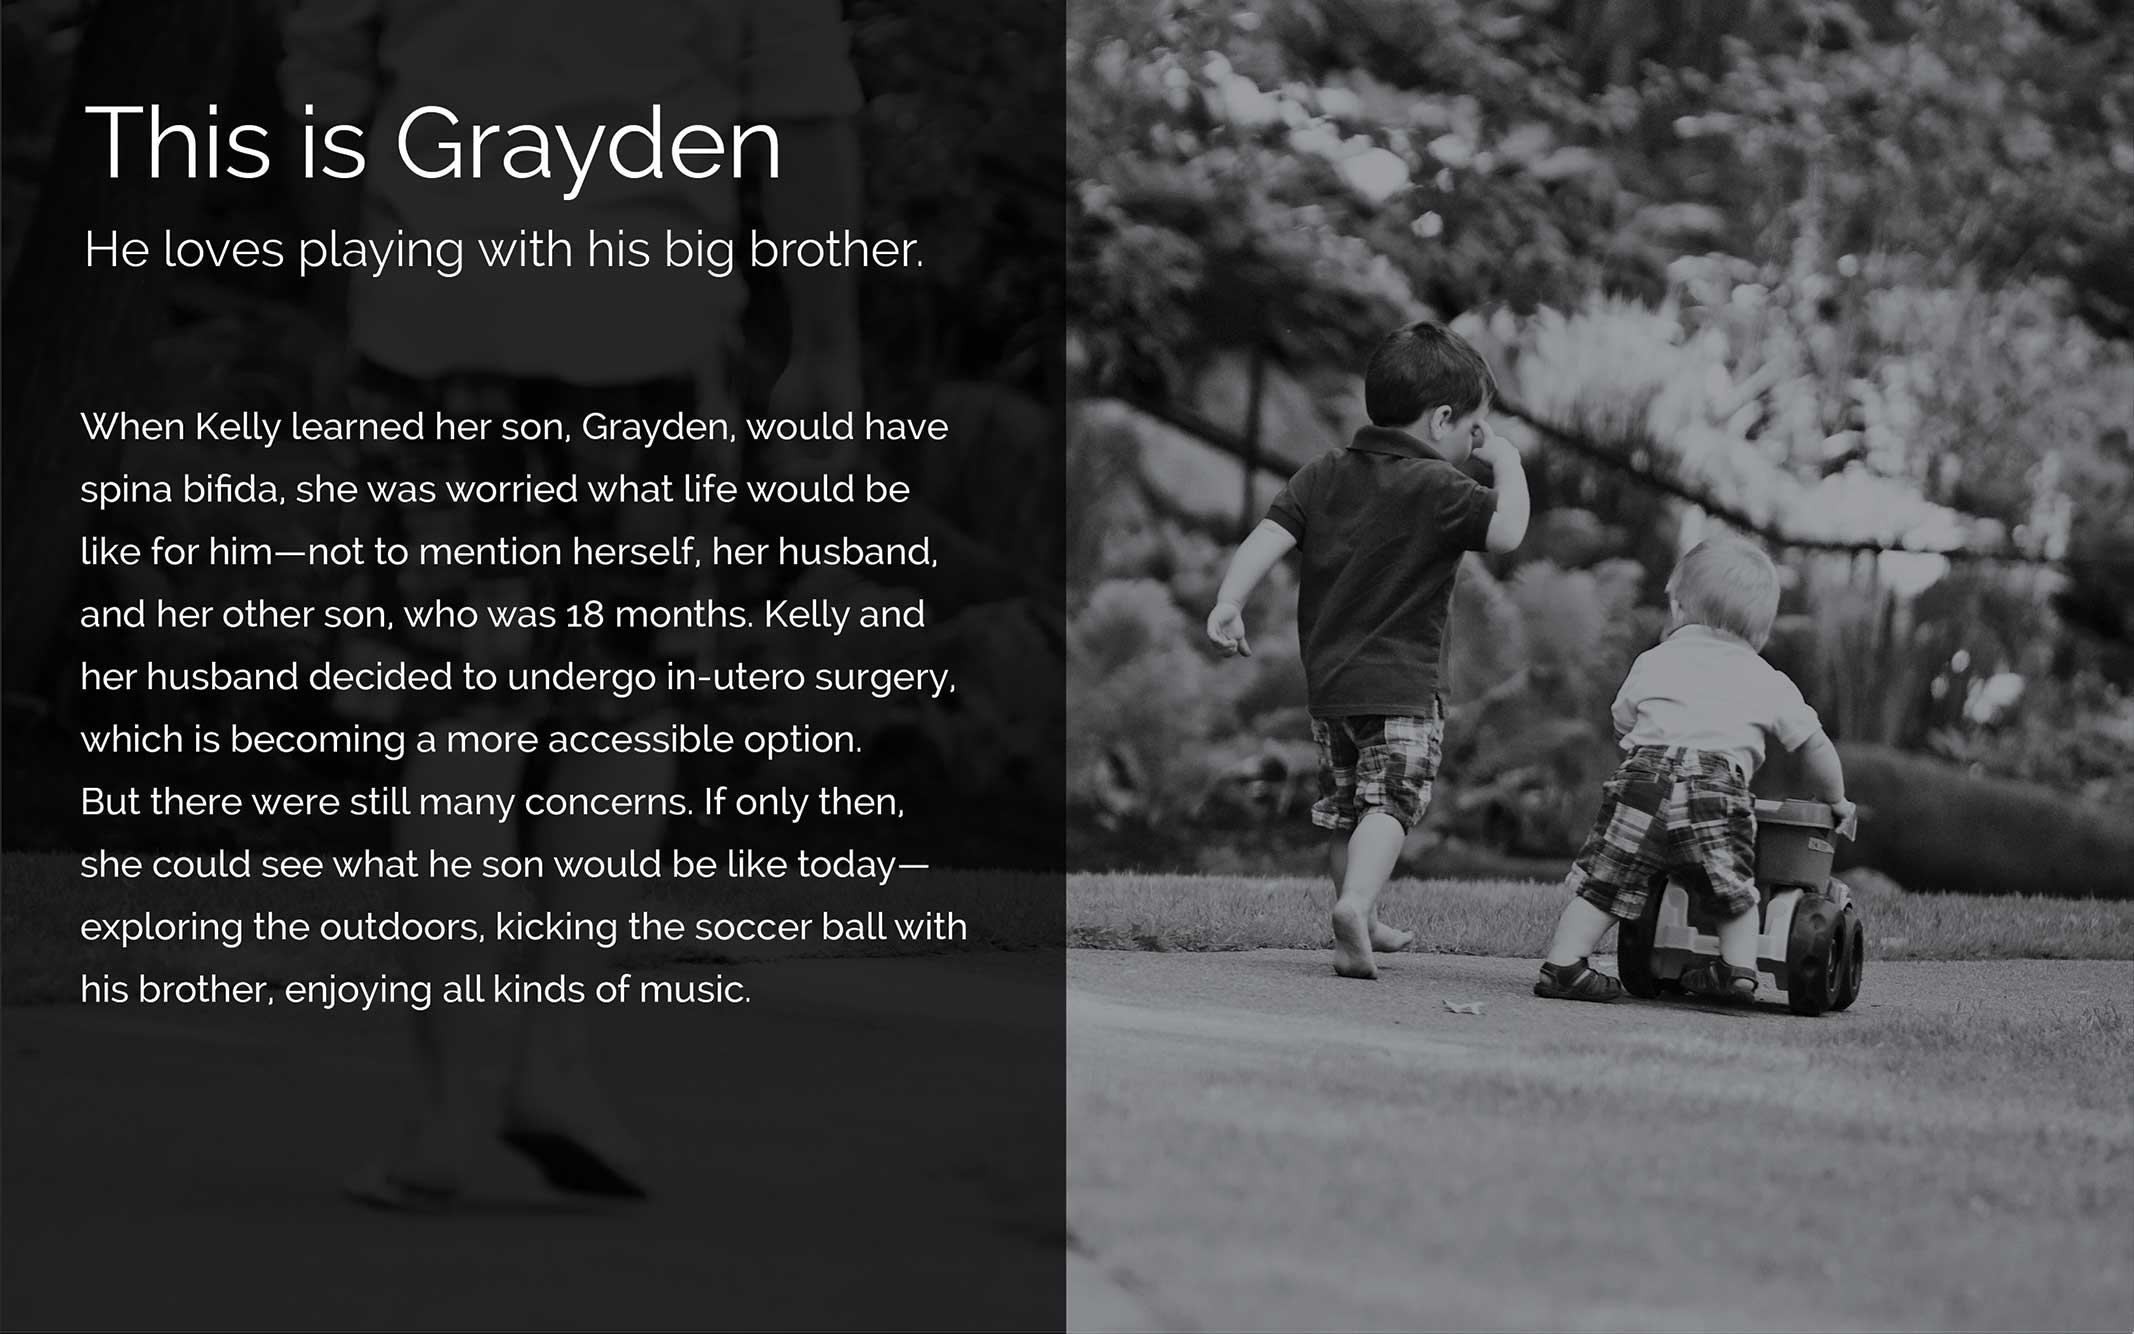 This is Grayden
He loves playing with his big brother.
When Kelly learned her son, Grayden, would have
spina bifida, she was worried what life would be
like for him—not to mention herself, her husband,
and her other son, who was 18 months. Kelly and
her husband decided to undergo in-utero surgery,
which is becoming a more accessible option.
But there were still many concerns. If only then,
she could see what he son would be like today—
exploring the outdoors, kicking the soccer ball with
his brother, enjoying all kinds of music.